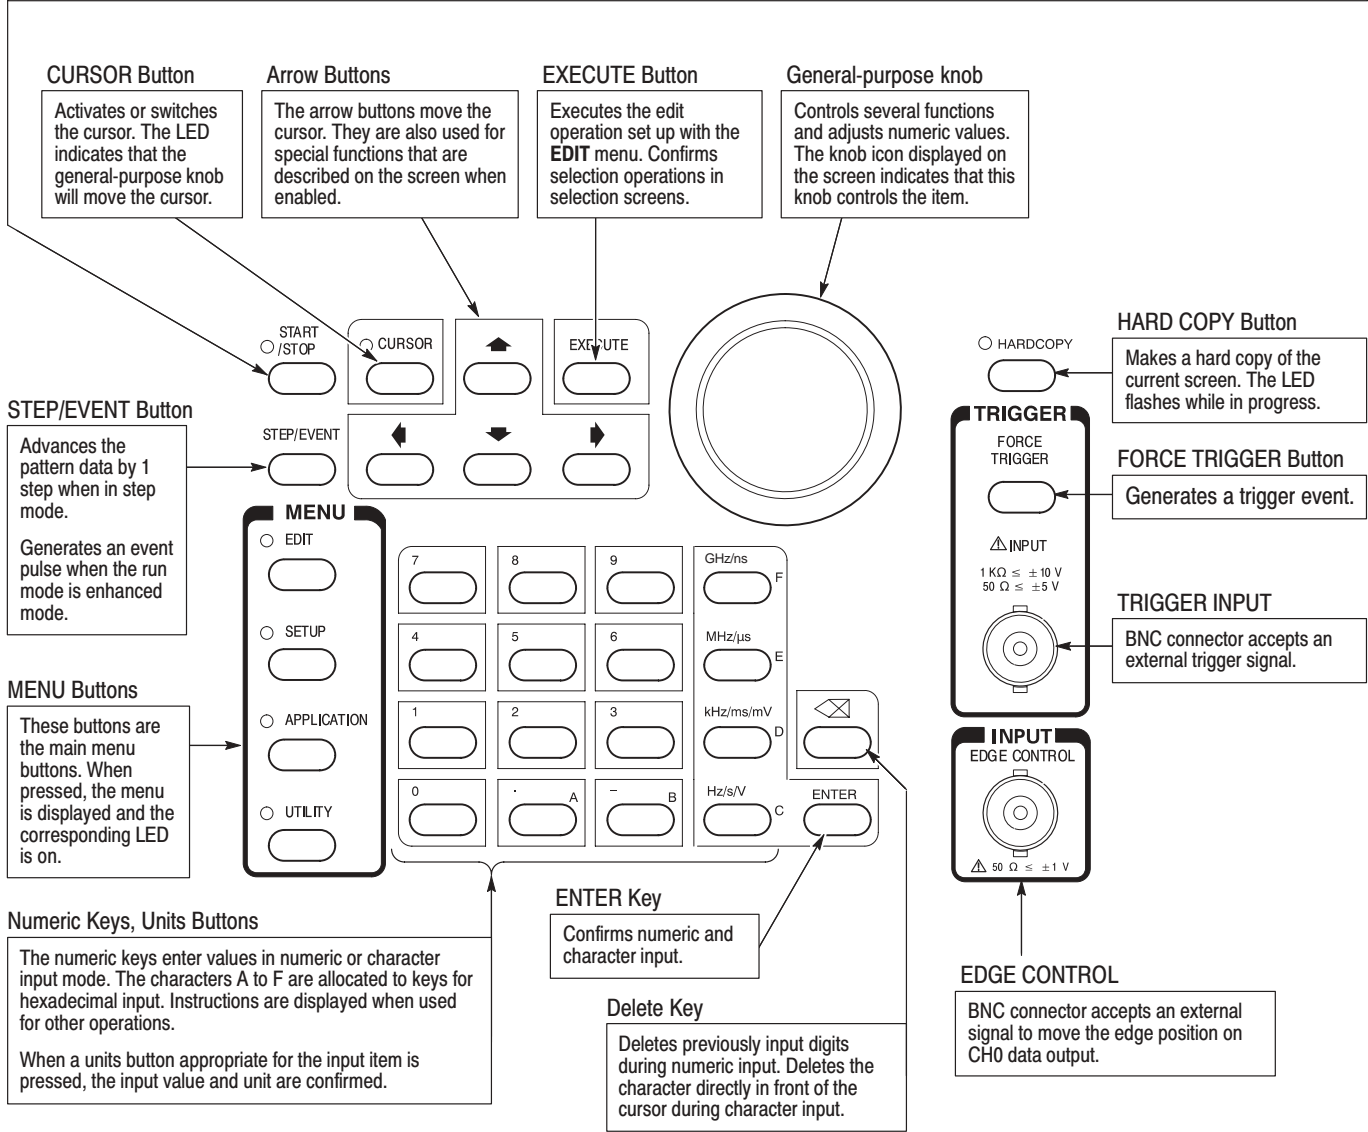 CURSOR Button
Activates or switches
the cursor. The LED
indicates that the
general-purpose knob
will move the cursor.
Arrow Buttons
The arrow buttons move the
cursor. They are also used for
special functions that are
described on the screen when
enabled.
EXECUTE Button
Executes the edit
operation set up with the
EDIT menu. Confirms
selection operations in
selection screens.
General-purpose knob
Controls several functions
and adjusts numeric values.
The knob icon displayed on
the screen indicates that this
knob controls the item.
START
/STOP
CURSOR
EXECUTE
HARDCOPY
HARD COPY Button
Makes a hard copy of the
current screen. The LED
flashes while in progress.
STEP/EVENT Button
Advances the
pattern data by 1
step when in step
mode.
Generates an event
pulse when the run
mode is enhanced
mode.
STEP/EVENT
TRIGGER
FORCE
TRIGGER
⚠ INPUT
1 KΩ ≤ ±10 V
50 Ω ≤ ±5 V
FORCE TRIGGER Button
Generates a trigger event.
TRIGGER INPUT
BNC connector accepts an
external trigger signal.
MENU
EDIT
SETUP
APPLICATION
UTILITY
MENU Buttons
These buttons are
the main menu
buttons. When
pressed, the menu
is displayed and the
corresponding LED
is on.
7
8
9
GHz/ns
F
4
5
6
MHz/µs
E
1
2
3
kHz/ms/mV
D
0
.
A
–
B
Hz/s/V
C
ENTER
INPUT
EDGE CONTROL
⚠ 50 Ω ≤ ±1 V
Numeric Keys, Units Buttons
The numeric keys enter values in numeric or character
input mode. The characters A to F are allocated to keys for
hexadecimal input. Instructions are displayed when used
for other operations.
When a units button appropriate for the input item is
pressed, the input value and unit are confirmed.
ENTER Key
Confirms numeric and
character input.
Delete Key
Deletes previously input digits
during numeric input. Deletes the
character directly in front of the
cursor during character input.
EDGE CONTROL
BNC connector accepts an external
signal to move the edge position on
CH0 data output.